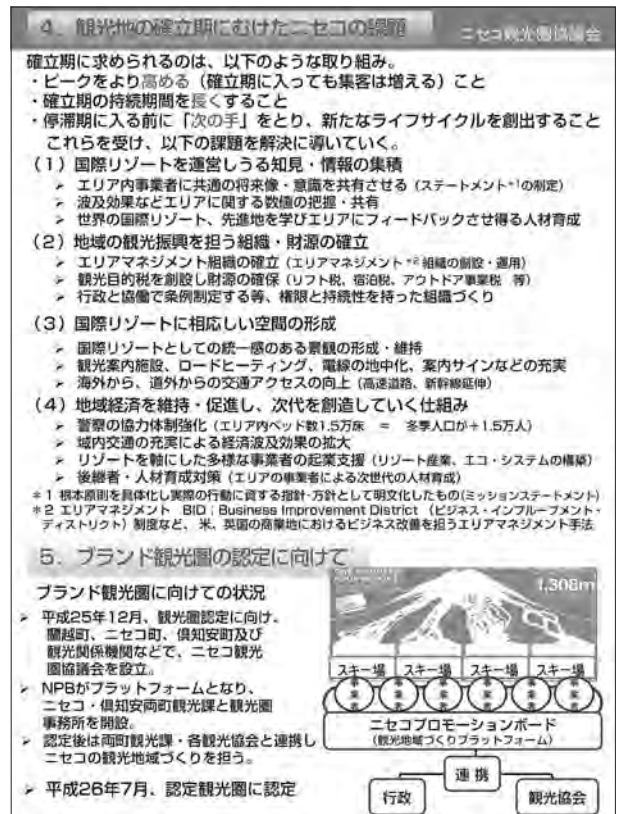 4. 観光地の確立期にむけたニセコの課題
ニセコ観光圏協議会
確立期に求められるのは、以下のような取り組み。
・ピークをより高める（確立期に入っても集客は増える）こと
・確立期の持続期間を長くすること
・停滞期に入る前に「次の手」をとり、新たなライフサイクルを創出すること
これらを受け、以下の課題を解決に導いていく。
（1）国際リゾートを運営しうる知見・情報の集積
➢ エリア内事業者に共通の将来像・意識を共有させる（ステートメント*1の制定）
➢ 波及効果などエリアに関する数値の把握・共有
➢ 世界の国際リゾート、先進地を学びエリアにフィードバックさせ得る人材育成
（2）地域の観光振興を担う組織・財源の確立
➢ エリアマネジメント組織の確立（エリアマネジメント*2組織の創設・運用）
➢ 観光目的税を創設し財源の確保（リフト税、宿泊税、アウトドア事業税 等）
➢ 行政と協働で条例制定する等、権限と持続性を持った組織づくり
（3）国際リゾートに相応しい空間の形成
➢ 国際リゾートとしての統一感のある景観の形成・維持
➢ 観光案内施設、ロードヒーティング、電線の地中化、案内サインなどの充実
➢ 海外から、道外からの交通アクセスの向上（高速道路、新幹線延伸）
（4）地域経済を維持・促進し、次代を創造していく仕組み
➢ 警察の協力体制強化（エリア内ベッド数1.5万床 ＝ 冬季人口が＋1.5万人）
➢ 域内交通の充実による経済波及効果の拡大
➢ リゾートを軸にした多様な事業者の起業支援（リゾート産業、エコ・システムの構築）
➢ 後継者・人材育成対策（エリアの事業者による次世代の人材育成）
＊1 根本原則を具体化し実際の行動に資する指針・方針として明文化したもの(ミッションステートメント)
＊2 エリアマネジメント BID；Business Improvement District （ビジネス・インプルーブメント・
ディストリクト）制度など、米、英国の商業地におけるビジネス改善を担うエリアマネジメント手法
5. ブランド観光圏の認定に向けて
ブランド観光圏に向けての状況
➢ 平成25年12月、観光圏認定に向け、
蘭越町、ニセコ町、倶知安町及び
観光関係機関などで、ニセコ観光
圏協議会を設立。
➢ NPBがプラットフォームとなり、
ニセコ・倶知安両町観光課と観光圏
事務所を開設。
➢ 認定後は両町観光課・各観光協会と連携し
ニセコの観光地域づくりを担う。
➢ 平成26年7月、認定観光圏に認定
1,308m
スキー場 スキー場 スキー場 スキー場
事業者 事業者 事業者 事業者 事業者 事業者
ニセコプロモーションボード
（観光地域づくりプラットフォーム）
連携
行政 観光協会